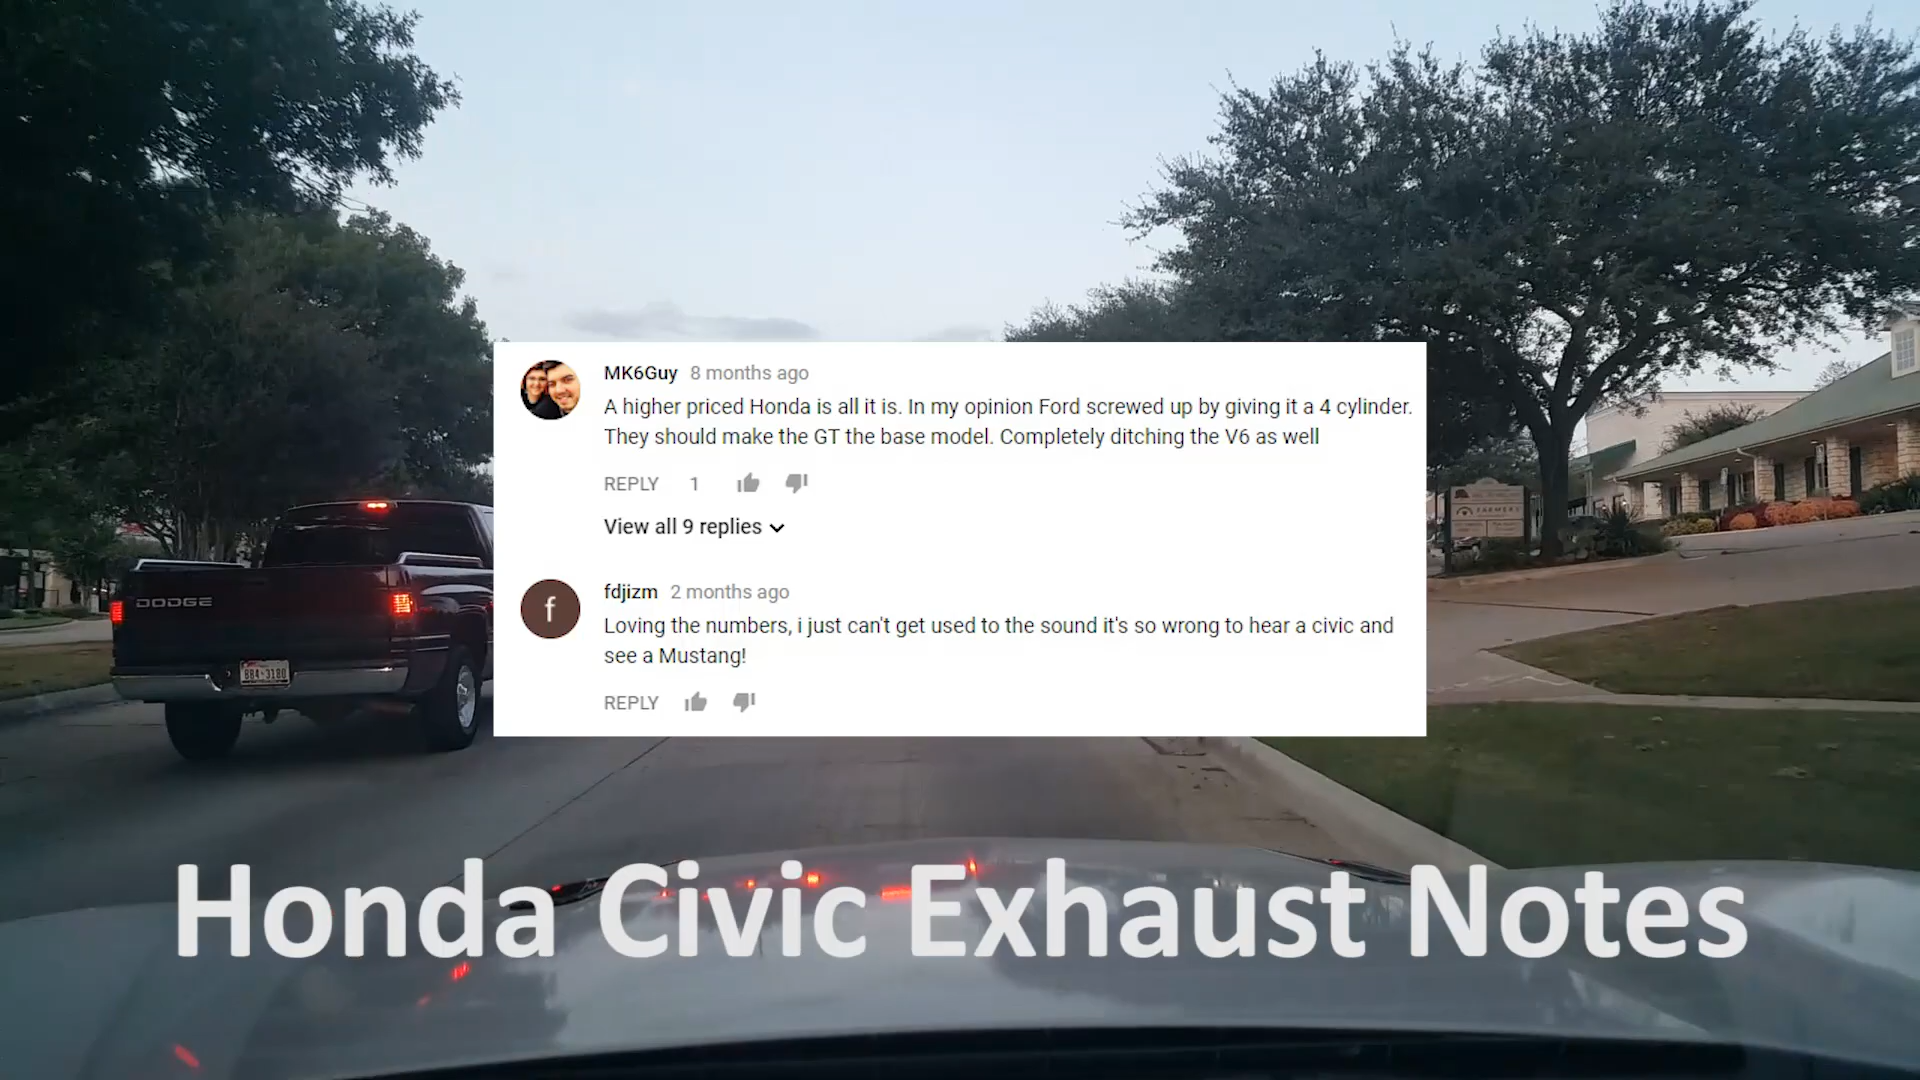 MK6Guy 8 months ago
A higher priced Honda is all it is. In my opinion Ford screwed up by giving it a 4 cylinder.
They should make the GT the base model. Completely ditching the V6 as well
REPLY 1
View all 9 replies
DODGE
BB4-3180
FARMERS
f
fdjizm 2 months ago
Loving the numbers, i just can't get used to the sound it's so wrong to hear a civic and
see a Mustang!
REPLY
Honda Civic Exhaust Notes